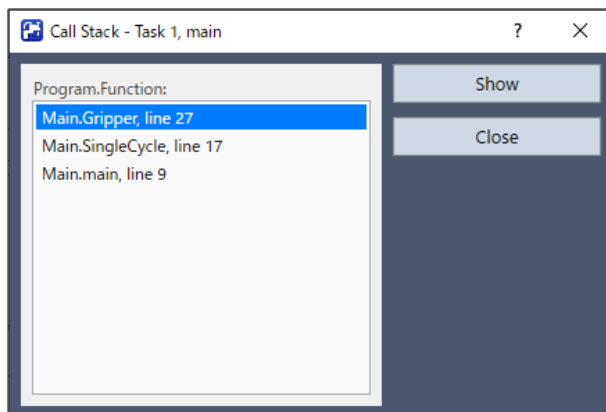 Call Stack - Task 1, main
?
Program.Function:
Show
Main.Gripper, line 27
Close
Main.SingleCycle, line 17
Main.main, line 9